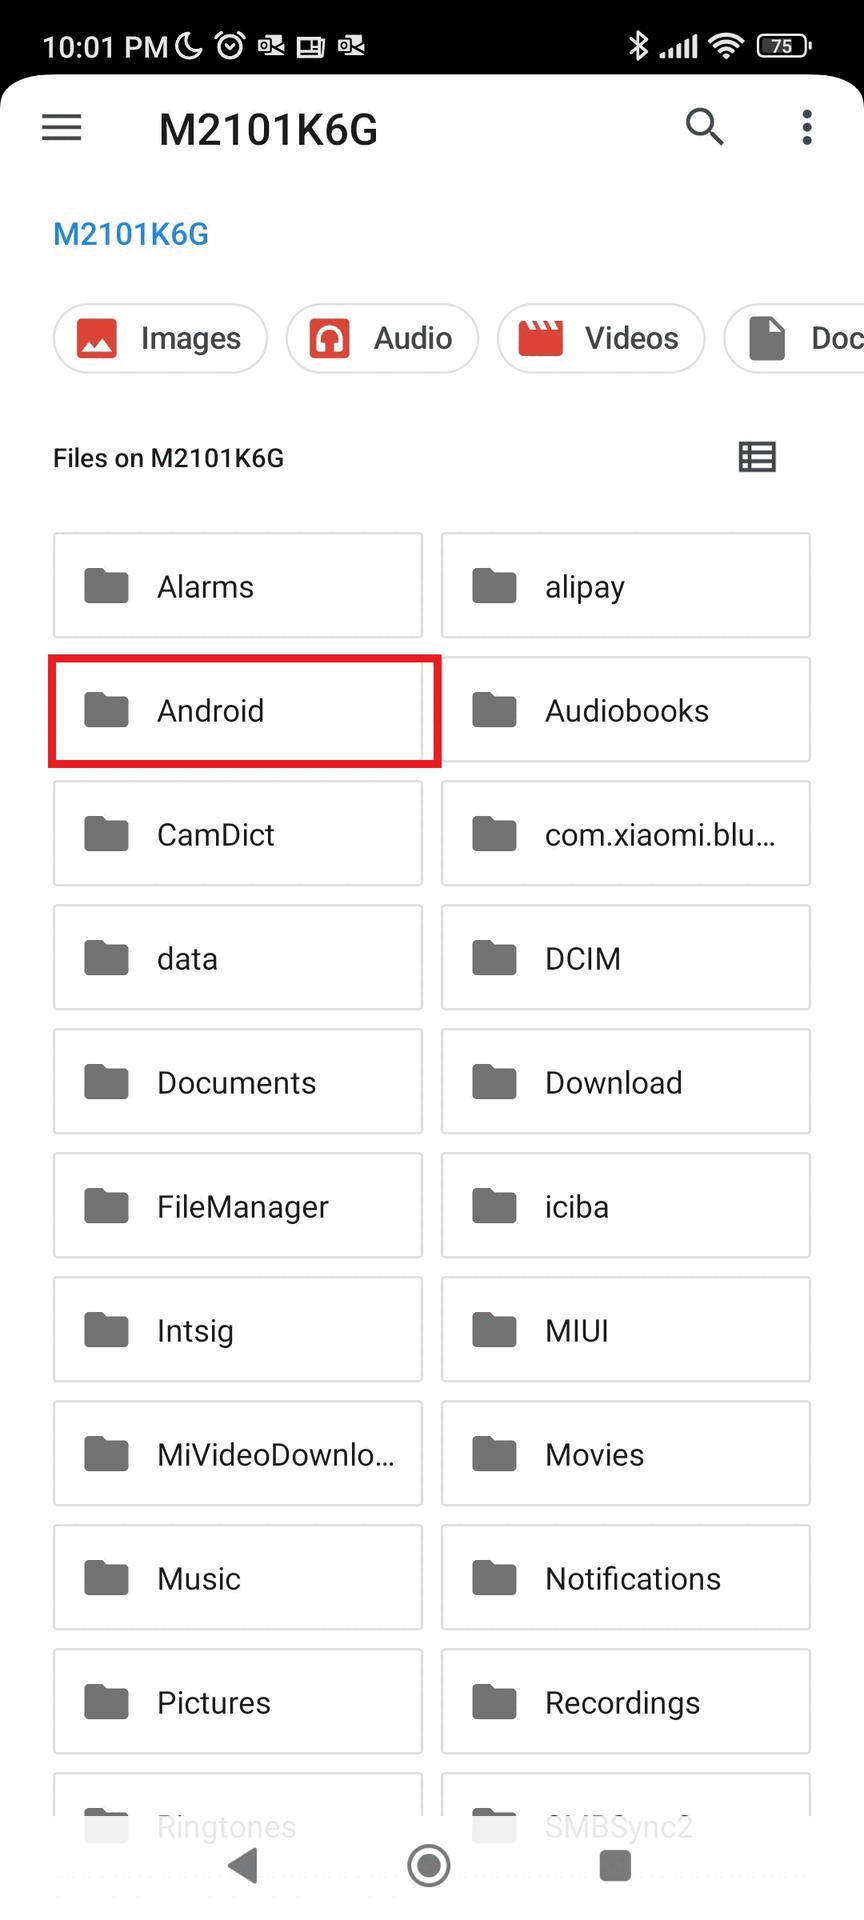 10:01 PM 75
M2101K6G
M2101K6G
Images Audio Videos Doc
Files on M2101K6G
Alarms alipay
Android Audiobooks
CamDict com.xiaomi.blu...
data DCIM
Documents Download
FileManager iciba
Intsig MIUI
MiVideoDownlo... Movies
Music Notifications
Pictures Recordings
Ringtones SMBSync2